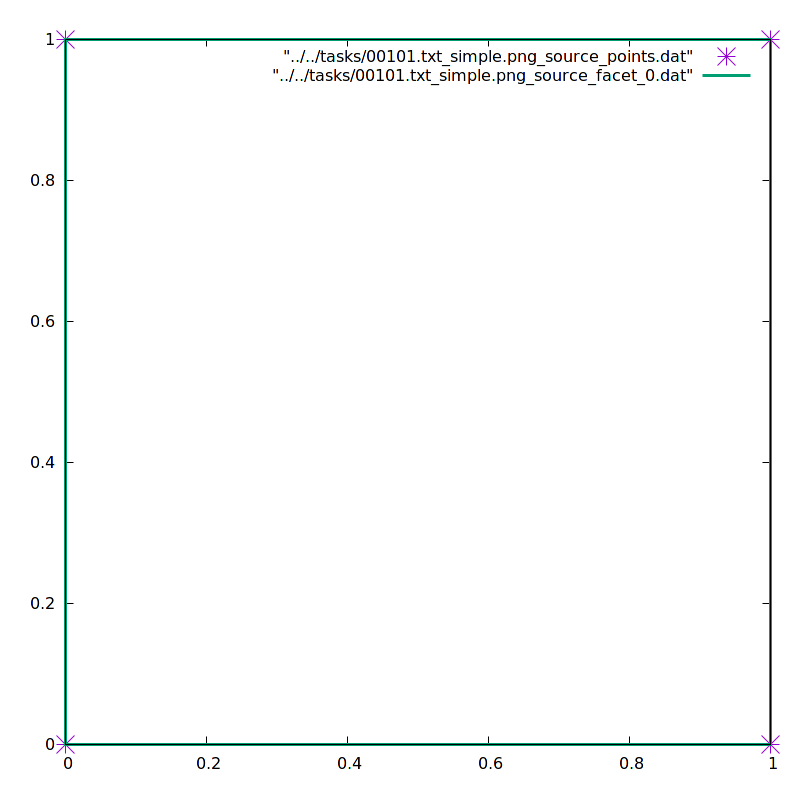 1
"../../tasks/00101.txt_simple.png_source_points.dat"
"../../tasks/00101.txt_simple.png_source_facet_0.dat"
0.8
0.6
0.4
0.2
0
0 0.2 0.4 0.6 0.8 1